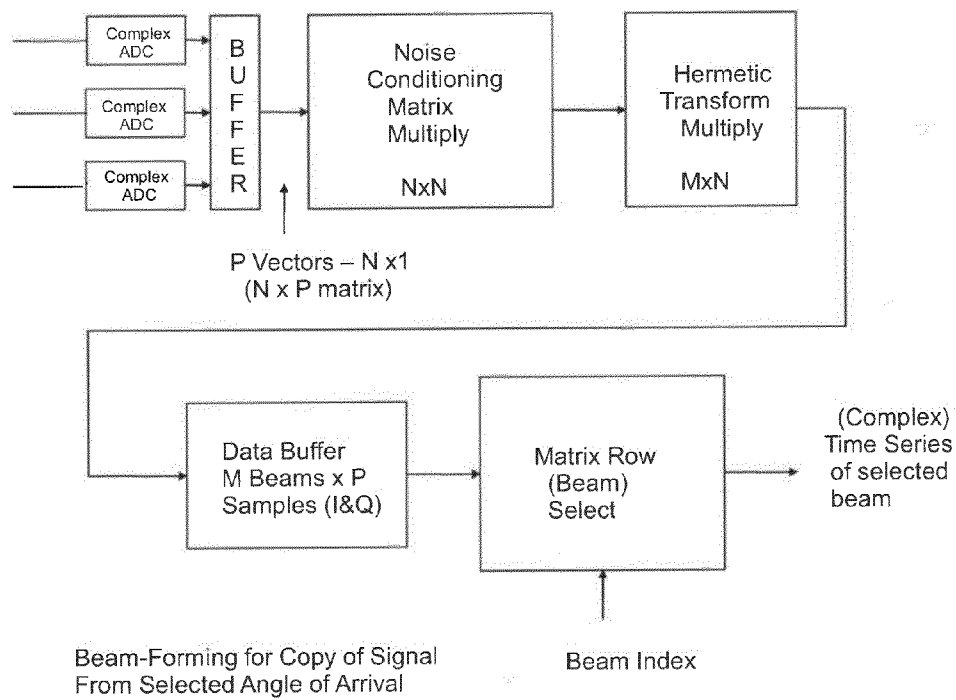 Complex
ADC
Complex
ADC
Complex
ADC
B
U
F
F
E
R
Noise
Conditioning
Matrix
Multiply
NxN
Hermetic
Transform
Multiply
MxN
P Vectors – N x1
(N x P matrix)
Data Buffer
M Beams x P
Samples (I&Q)
Matrix Row
(Beam)
Select
(Complex)
Time Series
of selected
beam
Beam-Forming for Copy of Signal
From Selected Angle of Arrival
Beam Index